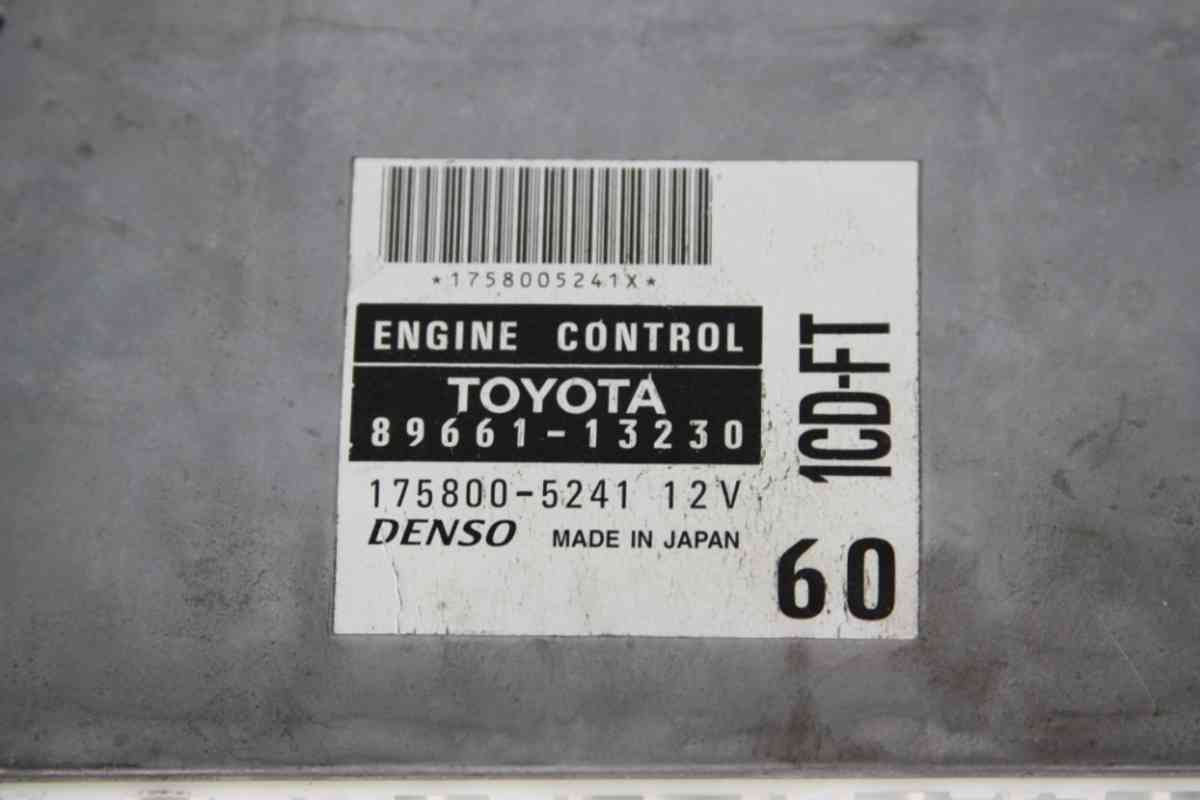 *1758005241X*
ENGINE CONTROL
TOYOTA
89661-13230
175800-5241 12V
DENSO MADE IN JAPAN
1CD-FT
60